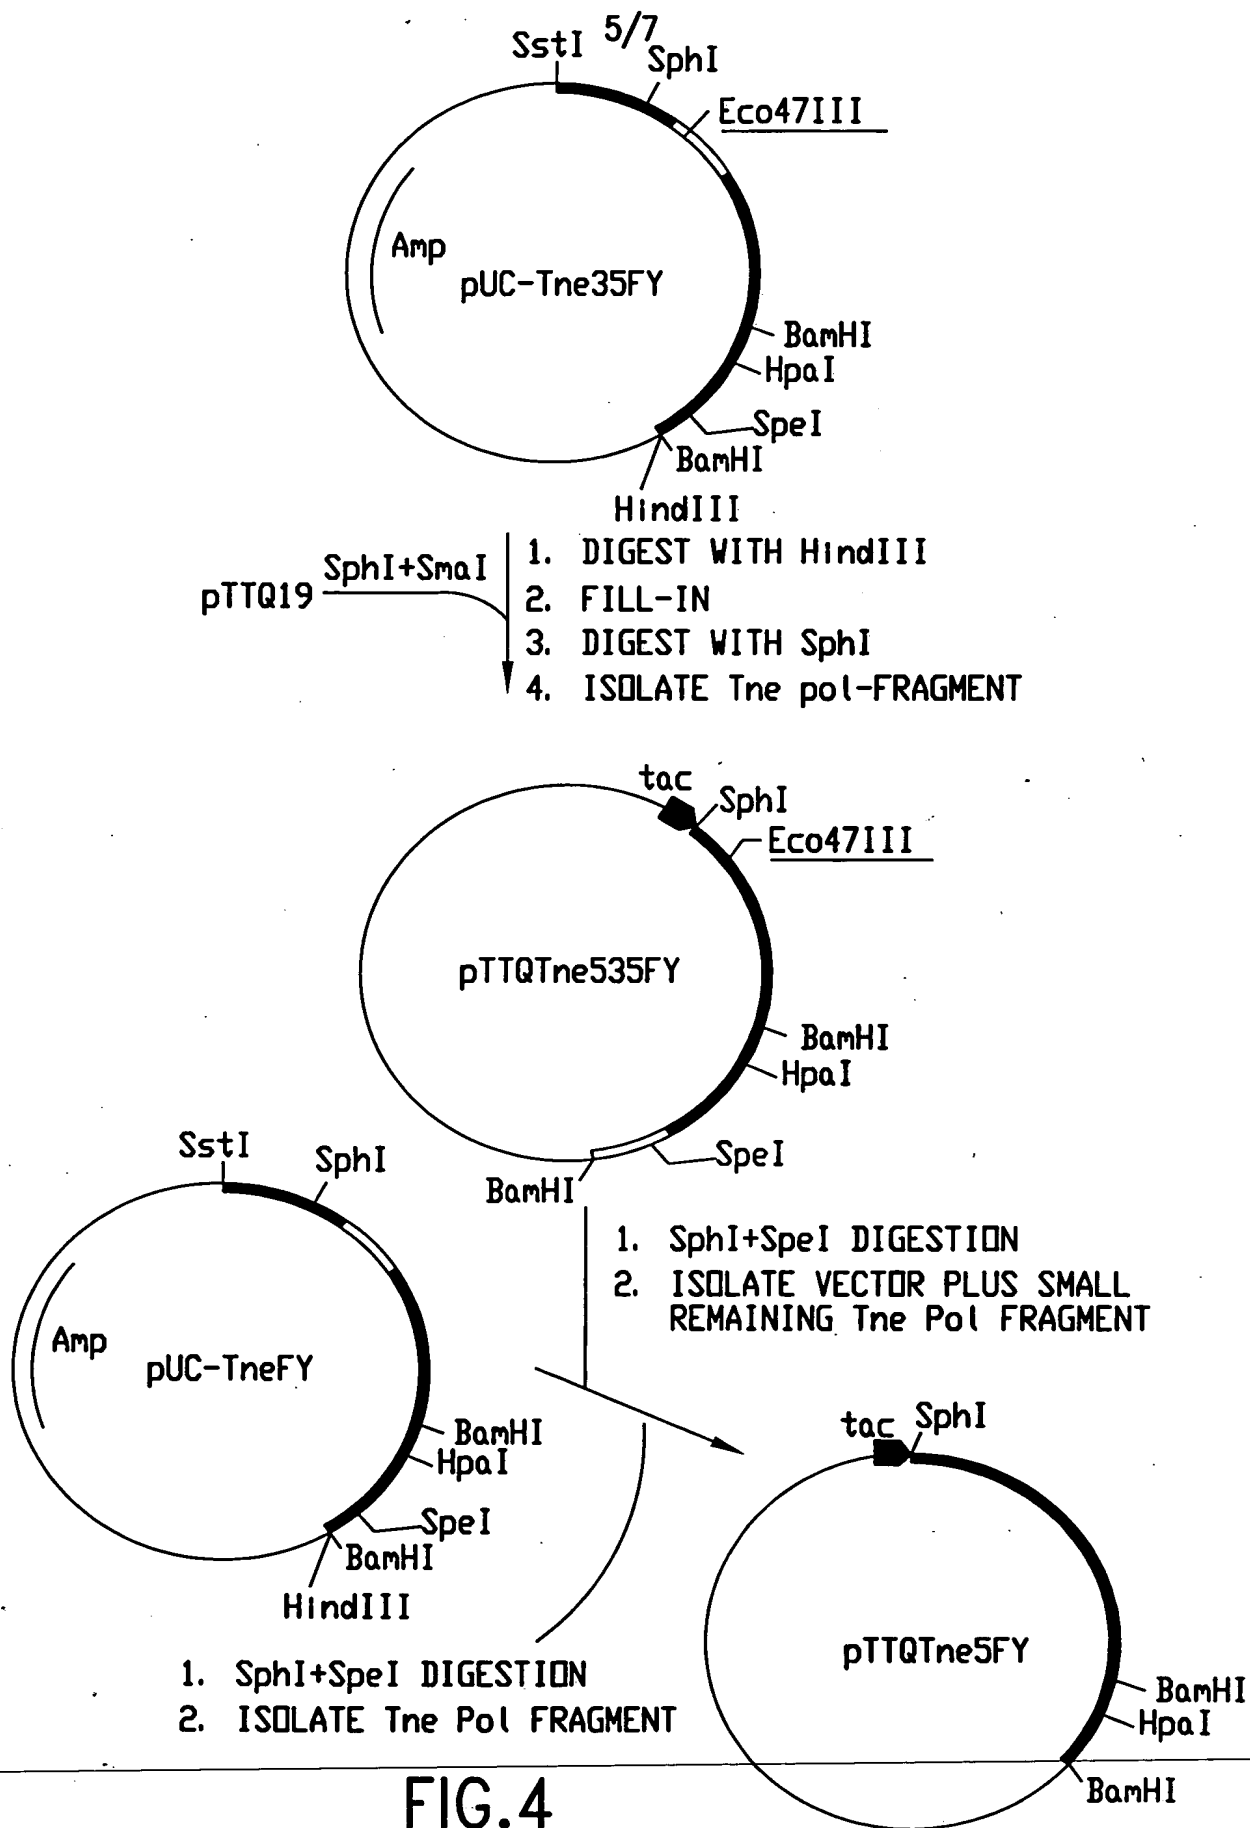 5/7
SstI
SphI
Eco47III
Amp
pUC-Tne35FY
BamHI
HpaI
SpeI
BamHI
HindIII
pTTQ19
SphI+SmaI
1. DIGEST WITH HindIII
2. FILL-IN
3. DIGEST WITH SphI
4. ISOLATE Tne pol-FRAGMENT
tac
SphI
Eco47III
pTTQTne535FY
BamHI
HpaI
SpeI
BamHI
1. SphI+SpeI DIGESTION
2. ISOLATE VECTOR PLUS SMALL
REMAINING Tne Pol FRAGMENT
SstI
SphI
Amp
pUC-TneFY
BamHI
HpaI
SpeI
BamHI
HindIII
1. SphI+SpeI DIGESTION
2. ISOLATE Tne Pol FRAGMENT
tac
SphI
pTTQTne5FY
BamHI
HpaI
BamHI
FIG.4